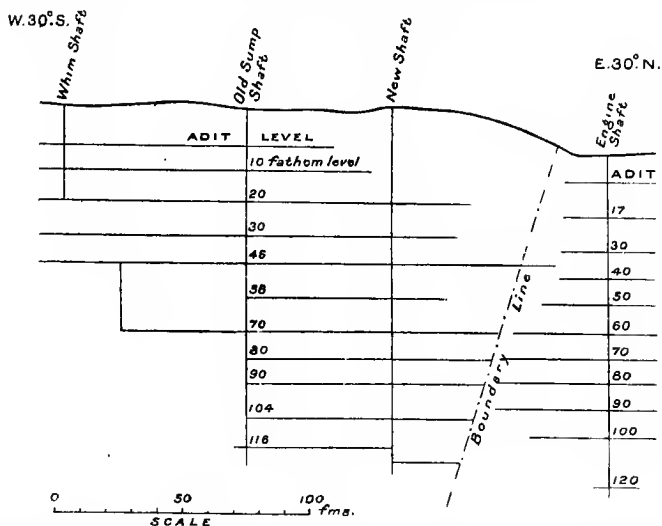 W.30°.S.
Whim Shaft
Old Sump
Shaft
New Shaft
E.30°.N.
Engine
Shaft
ADIT LEVEL
10 fathom level
20
30
46
58
70
80
90
104
116
ADIT
17
30
40
50
60
70
80
90
100
120
Boundary Line
0 50 100 fms.
SCALE